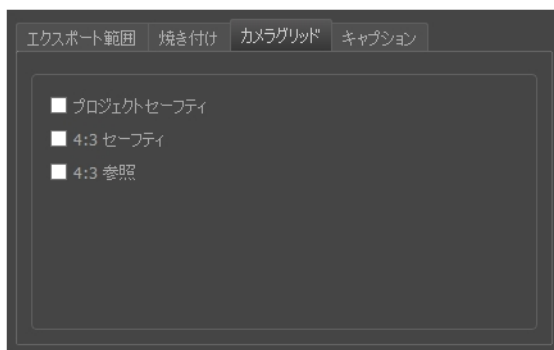 エクスポート範囲 焼き付け カメラグリッド キャプション
プロジェクトセーフティ
4:3 セーフティ
4:3 参照